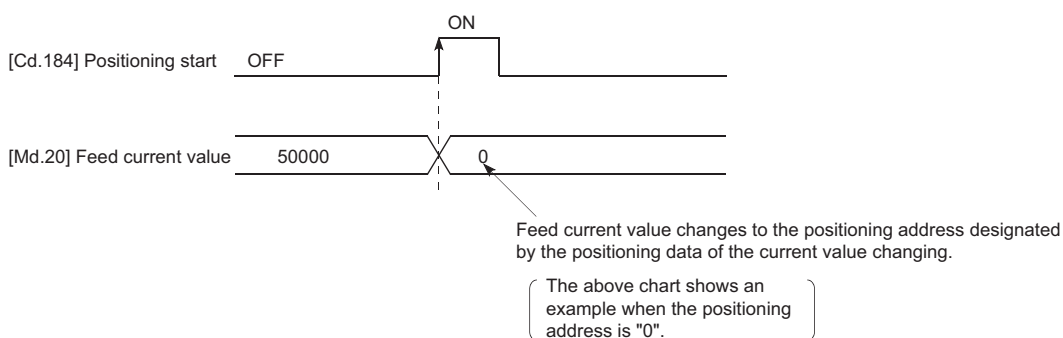 ON
[Cd.184] Positioning start OFF
[Md.20] Feed current value 50000 0
Feed current value changes to the positioning address designated
by the positioning data of the current value changing.
The above chart shows an
example when the positioning
address is "0".